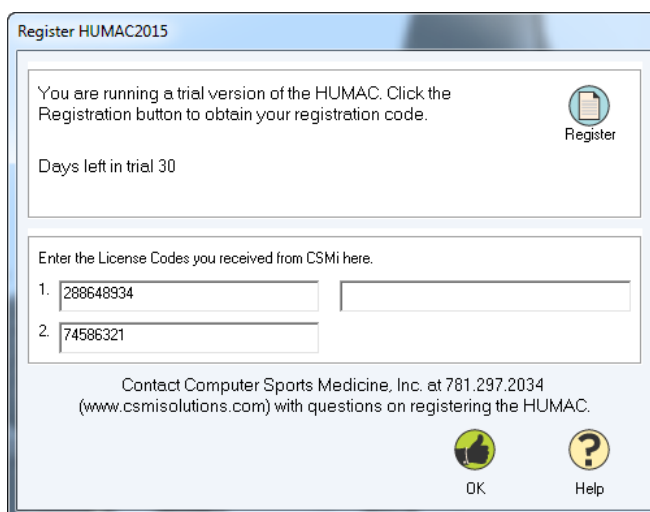 Register HUMAC2015
You are running a trial version of the HUMAC. Click the
Registration button to obtain your registration code.
Register
Days left in trial 30
Enter the License Codes you received from CSMi here.
1. 288648934
2. 74586321
Contact Computer Sports Medicine, Inc. at 781.297.2034
(www.csmisolutions.com) with questions on registering the HUMAC.
OK
Help